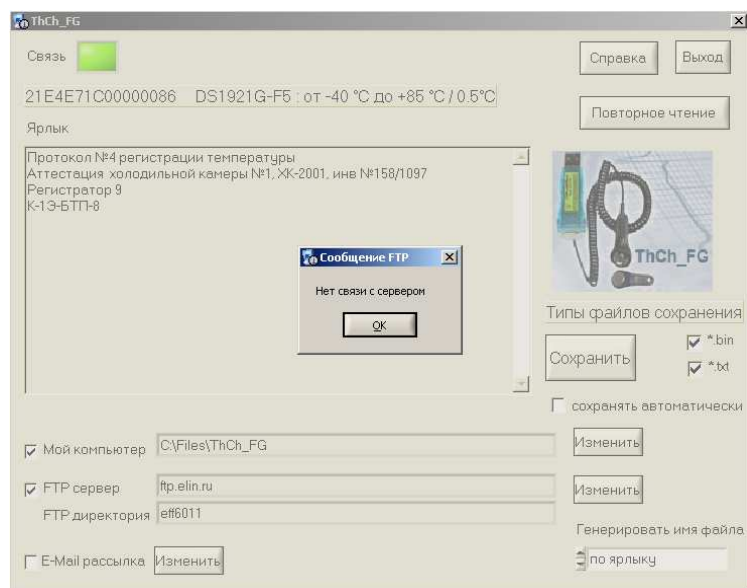 ThCh_FG
Связь
Справка
Выход
21E4E71C00000086 DS1921G-F5 : от -40 °C до +85 °C / 0.5°C
Повторное чтение
Ярлык
Протокол №4 регистрации температуры
Аттестация холодильной камеры №1, ХК-2001, инв №158/1097
Регистратор 9
К-1Э-БТП-8
ThCh_FG
Сообщение FTP
Нет связи с сервером
OK
Типы файлов сохранения
Сохранить
*.bin
*.txt
сохранять автоматически
Мой компьютер C:\Files\ThCh_FG Изменить
FTP сервер ftp.elin.ru Изменить
FTP директория eff6011
Генерировать имя файла
E-Mail рассылка Изменить
по ярлыку